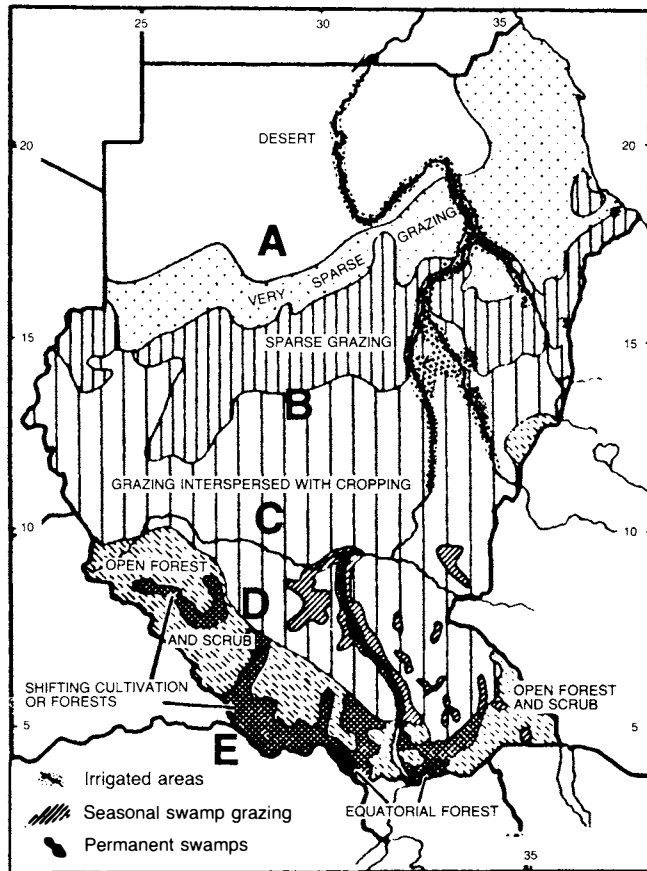 25 30 35
DESERT
20 20
A
VERY SPARSE GRAZING
2
15 SPARSE GRAZING 15
B
GRAZING INTERSPERSED WITH CROPPING
10 C 10
OPEN FOREST
D
AND SCRUB
SHIFTING CULTIVATION
OR FORESTS
OPEN FOREST
AND SCRUB
5 5
E
Irrigated areas
EQUATORIAL FOREST
Seasonal swamp grazing
Permanent swamps
35